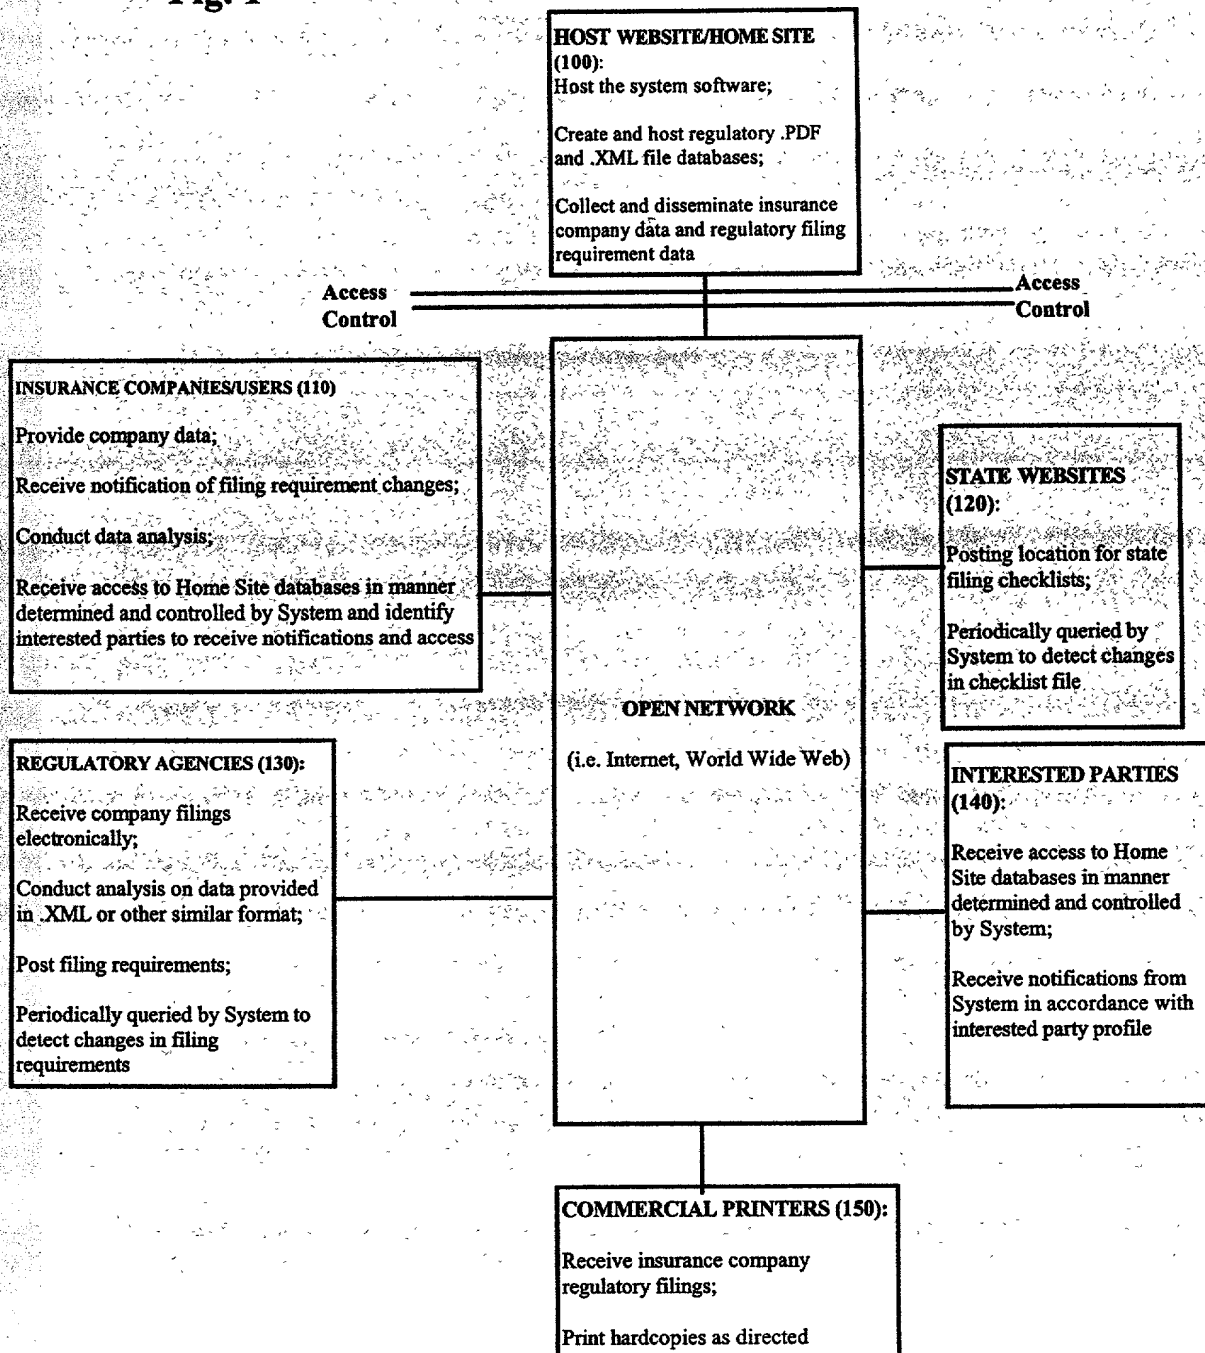 Fig. 1
HOST WEBSITE/HOME SITE
(100):
Host the system software;
Create and host regulatory .PDF
and .XML file databases;
Collect and disseminate insurance
company data and regulatory filing
requirement data
Access
Control
Access
Control
INSURANCE COMPANIES/USERS (110)
Provide company data;
Receive notification of filing requirement changes;
Conduct data analysis;
Receive access to Home Site databases in manner
determined and controlled by System and identify
interested parties to receive notifications and access
STATE WEBSITES
(120):
Posting location for state
filing checklists;
Periodically queried by
System to detect changes
in checklist file
OPEN NETWORK
(i.e. Internet, World Wide Web)
REGULATORY AGENCIES (130):
Receive company filings
electronically;
Conduct analysis on data provided
in .XML or other similar format;
Post filing requirements;
Periodically queried by System to
detect changes in filing
requirements
INTERESTED PARTIES
(140):
Receive access to Home
Site databases in manner
determined and controlled
by System;
Receive notifications from
System in accordance with
interested party profile
COMMERCIAL PRINTERS (150):
Receive insurance company
regulatory filings;
Print hardcopies as directed